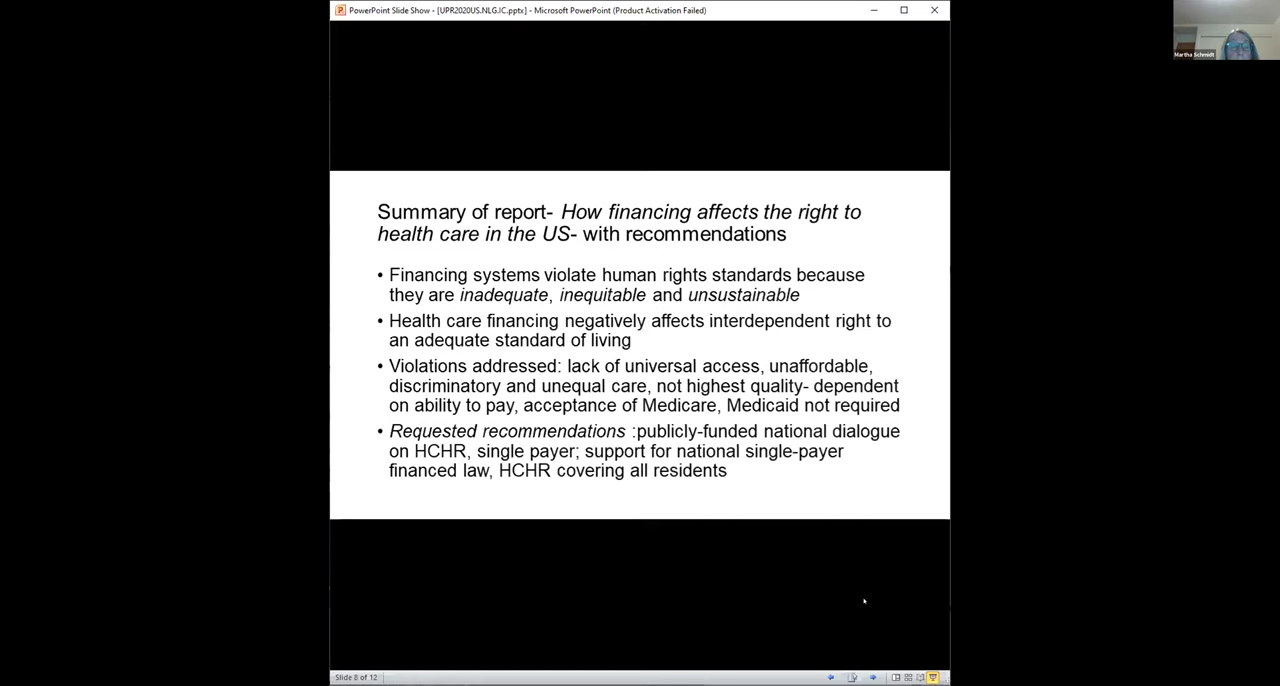 PowerPoint Slide Show - [UPR2020US.NLG.IC.pptx] - Microsoft PowerPoint (Product Activation Failed)
Martha Schmidt
Summary of report- How financing affects the right to
health care in the US- with recommendations
• Financing systems violate human rights standards because
they are inadequate, inequitable and unsustainable
• Health care financing negatively affects interdependent right to
an adequate standard of living
• Violations addressed: lack of universal access, unaffordable,
discriminatory and unequal care, not highest quality- dependent
on ability to pay, acceptance of Medicare, Medicaid not required
• Requested recommendations :publicly-funded national dialogue
on HCHR, single payer; support for national single-payer
financed law, HCHR covering all residents
Slide 8 of 12